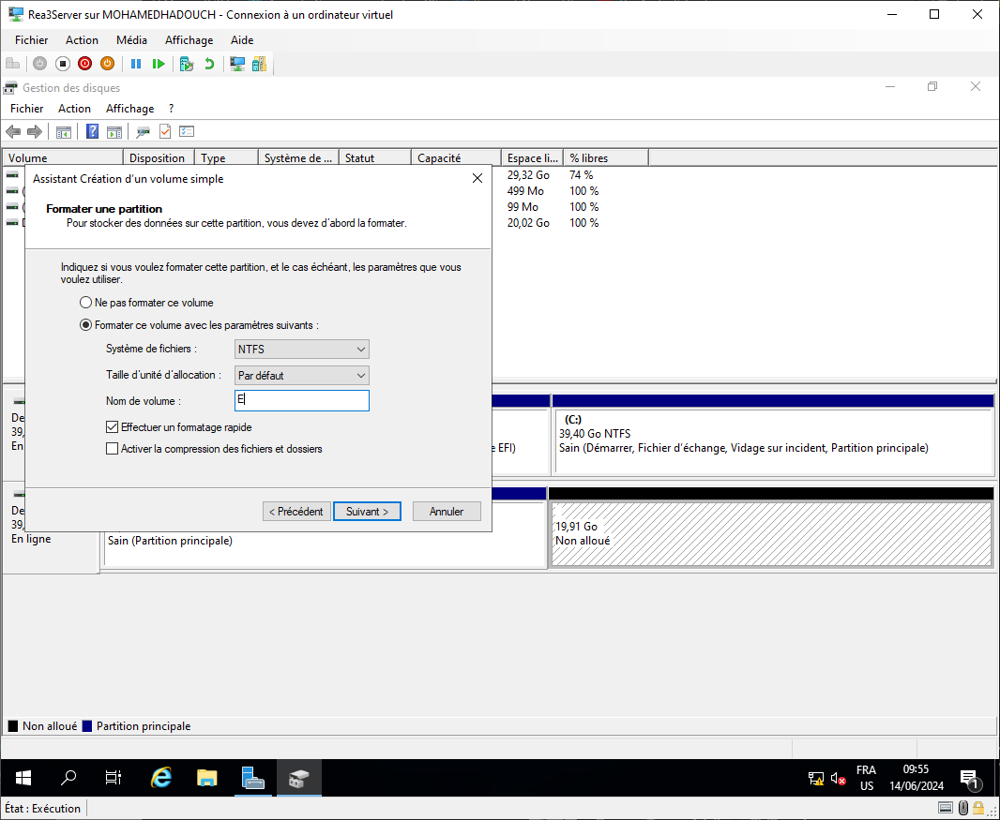 Rea3Server sur MOHAMEDHADOUCH - Connexion à un ordinateur virtuel
Fichier Action Média Affichage Aide
Gestion des disques
Fichier Action Affichage ?
Volume Disposition Type Système de ... Statut Capacité Espace li... % libres
29,32 Go 74 %
499 Mo 100 %
99 Mo 100 %
20,02 Go 100 %
Assistant Création d'un volume simple
Formater une partition
Pour stocker des données sur cette partition, vous devez d'abord la formater.
Indiquez si vous voulez formater cette partition, et le cas échéant, les paramètres que vous
voulez utiliser.
Ne pas formater ce volume
Formater ce volume avec les paramètres suivants :
Système de fichiers : NTFS
Taille d'unité d'allocation : Par défaut
Nom de volume : E
Effectuer un formatage rapide
Activer la compression des fichiers et dossiers
< Précédent Suivant > Annuler
De
39,
En
e EFI)
(C:)
39,40 Go NTFS
Sain (Démarrer, Fichier d'échange, Vidage sur incident, Partition principale)
De
39,
En ligne
Sain (Partition principale)
19,91 Go
Non alloué
Non alloué Partition principale
FRA
US
09:55
14/06/2024
1
État : Exécution